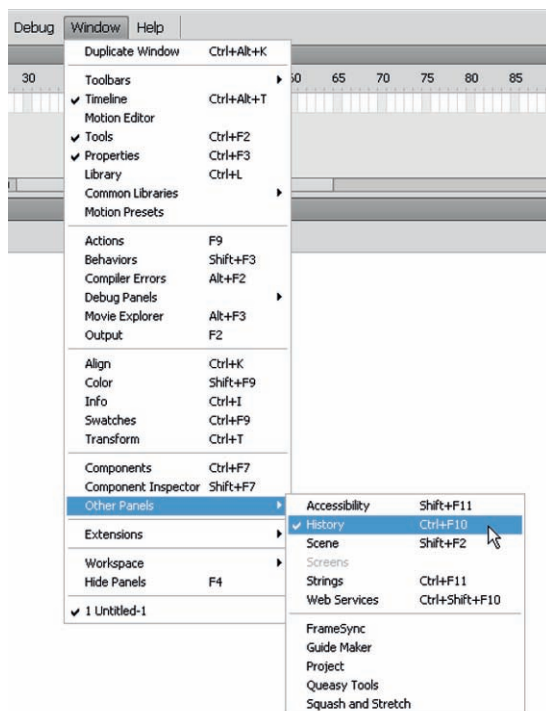 Debug Window Help
Duplicate Window Ctrl+Alt+K
30 60 65 70 75 80 85
Toolbars
Timeline Ctrl+Alt+T
Motion Editor
Tools Ctrl+F2
Properties Ctrl+F3
Library Ctrl+L
Common Libraries
Motion Presets
Actions F9
Behaviors Shift+F3
Compiler Errors Alt+F2
Debug Panels
Movie Explorer Alt+F3
Output F2
Align Ctrl+K
Color Shift+F9
Info Ctrl+I
Swatches Ctrl+F9
Transform Ctrl+T
Components Ctrl+F7
Component Inspector Shift+F7
Other Panels
Extensions
Workspace
Hide Panels F4
1 Untitled-1
Accessibility Shift+F11
History Ctrl+F10
Scene Shift+F2
Screens
Strings Ctrl+F11
Web Services Ctrl+Shift+F10
FrameSync
Guide Maker
Project
Queasy Tools
Squash and Stretch